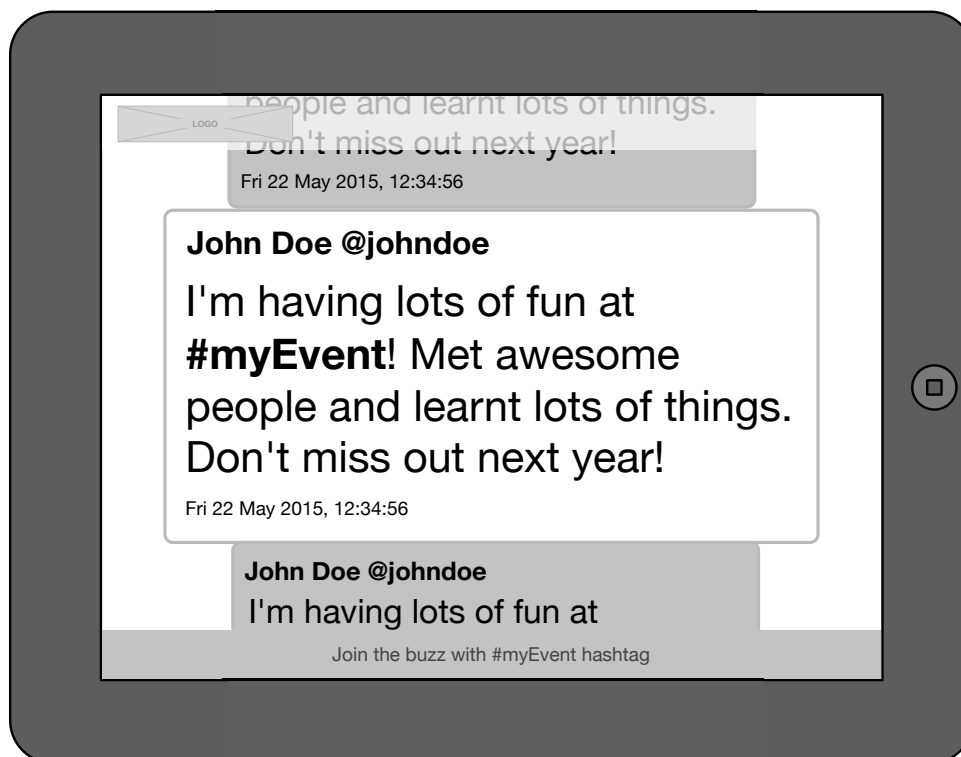 LOGO
people and learnt lots of things.
Don't miss out next year!
Fri 22 May 2015, 12:34:56
John Doe @johndoe
I'm having lots of fun at
#myEvent! Met awesome
people and learnt lots of things.
Don't miss out next year!
Fri 22 May 2015, 12:34:56
John Doe @johndoe
I'm having lots of fun at
Join the buzz with #myEvent hashtag